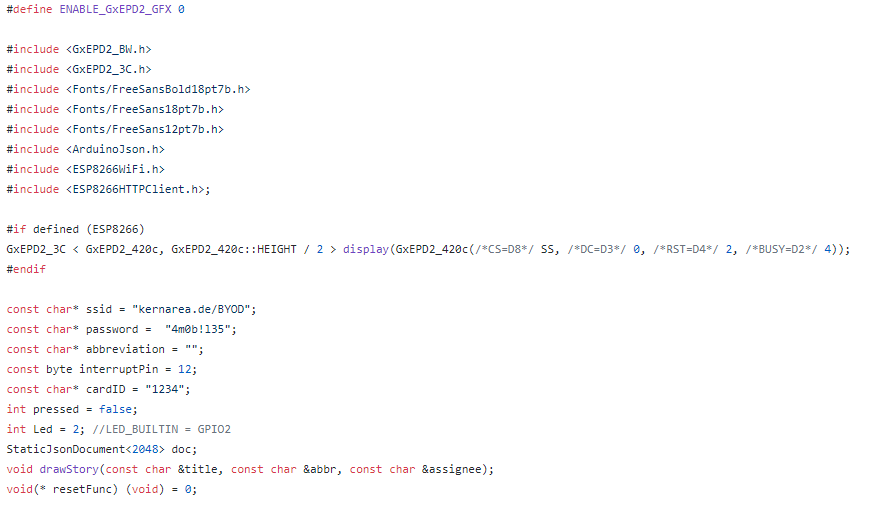 #define ENABLE_GxEPD2_GFX 0
#include <GxEPD2_BW.h>
#include <GxEPD2_3C.h>
#include <Fonts/FreeSansBold18pt7b.h>
#include <Fonts/FreeSans18pt7b.h>
#include <Fonts/FreeSans12pt7b.h>
#include <ArduinoJson.h>
#include <ESP8266WiFi.h>
#include <ESP8266HTTPClient.h>;
#if defined (ESP8266)
GxEPD2_3C < GxEPD2_420c, GxEPD2_420c::HEIGHT / 2 > display(GxEPD2_420c(/*CS=D8*/ SS, /*DC=D3*/ 0, /*RST=D4*/ 2, /*BUSY=D2*/ 4));
#endif
const char* ssid = "kernarea.de/BYOD";
const char* password =  "4m0b!l35";
const char* abbreviation = "";
const byte interruptPin = 12;
const char* cardID = "1234";
int pressed = false;
int Led = 2; //LED_BUILTIN = GPIO2
StaticJsonDocument<2048> doc;
void drawStory(const char &title, const char &abbr, const char &assignee);
void(* resetFunc) (void) = 0;